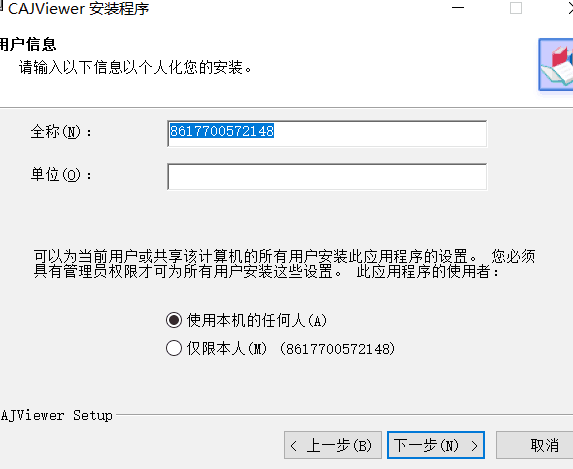 CAJViewer 安装程序
用户信息
请输入以下信息以个人化您的安装。
全称(N)：
8617700572148
单位(O)：
可以为当前用户或共享该计算机的所有用户安装此应用程序的设置。 您必须
具有管理员权限才可为所有用户安装这些设置。 此应用程序的使用者：
使用本机的任何人(A)
仅限本人(M) (8617700572148)
AJViewer Setup
< 上一步(B)
下一步(N) >
取消